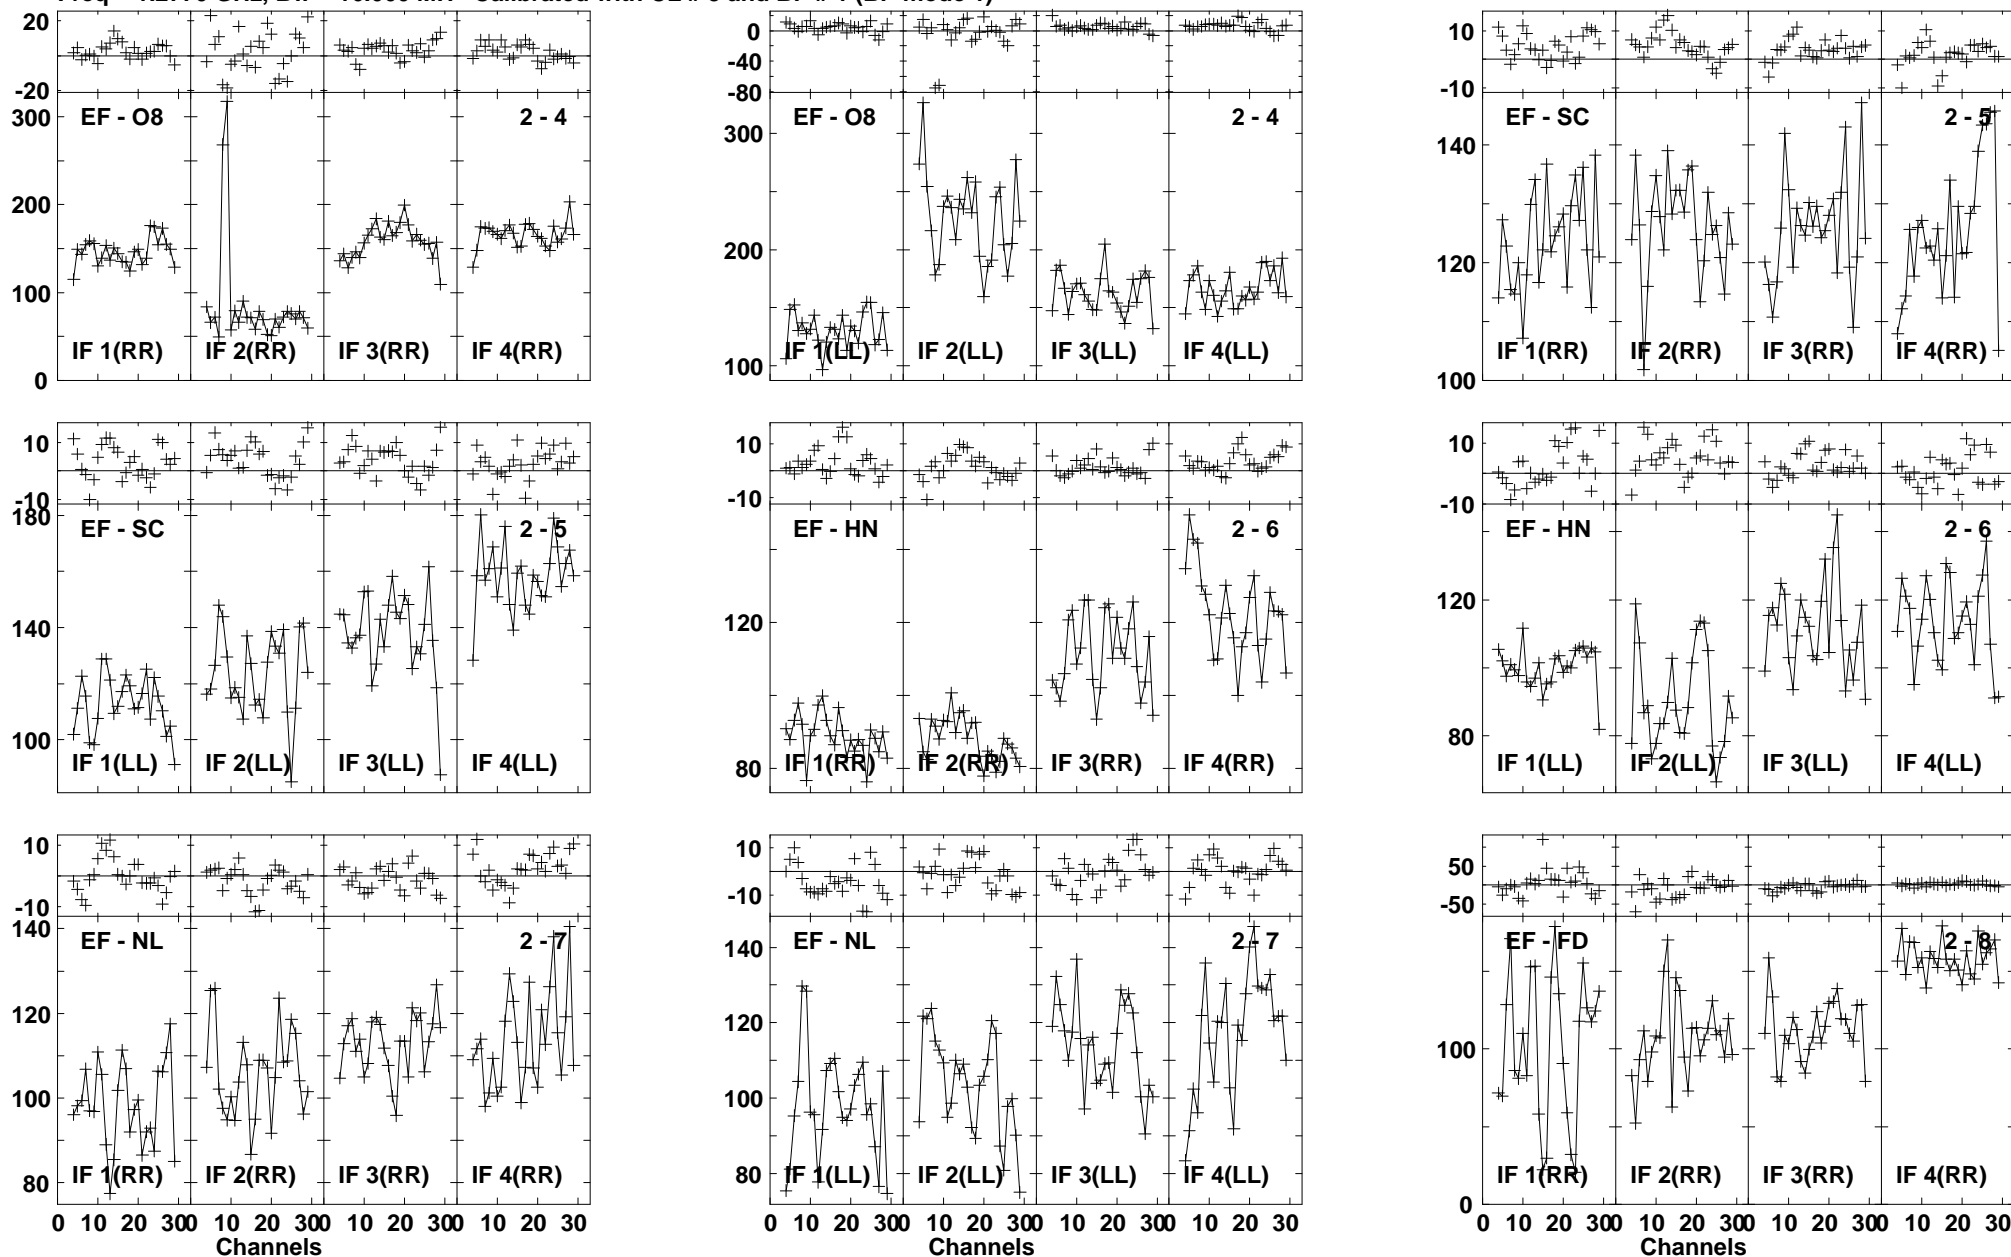 20
0
-20
EF - O8
2 - 4
300
200
100
0
IF 1(RR)
IF 2(RR)
IF 3(RR)
IF 4(RR)
0
-40
-80
EF - O8
2 - 4
300
200
100
IF 1(LL)
IF 2(LL)
IF 3(LL)
IF 4(LL)
10
-10
EF - SC
2 - 5
140
120
100
IF 1(RR)
IF 2(RR)
IF 3(RR)
IF 4(RR)
10
-10
EF - SC
2 - 5
180
140
100
IF 1(LL)
IF 2(LL)
IF 3(LL)
IF 4(LL)
10
-10
EF - HN
2 - 6
120
80
IF 1(RR)
IF 2(RR)
IF 3(RR)
IF 4(RR)
10
-10
EF - HN
2 - 6
120
80
IF 1(LL)
IF 2(LL)
IF 3(LL)
IF 4(LL)
10
-10
EF - NL
2 - 7
140
120
100
80
IF 1(RR)
IF 2(RR)
IF 3(RR)
IF 4(RR)
0 10 20 30 0 10 20 30 0 10 20 30 0 10 20 30
Channels
10
-10
EF - NL
2 - 7
140
120
100
80
IF 1(LL)
IF 2(LL)
IF 3(LL)
IF 4(LL)
0 10 20 30 0 10 20 30 0 10 20 30 0 10 20 30
Channels
50
-50
EF - FD
2 - 8
100
0
IF 1(RR)
IF 2(RR)
IF 3(RR)
IF 4(RR)
0 10 20 30 0 10 20 30 0 10 20 30 0 10 20 30
Channels